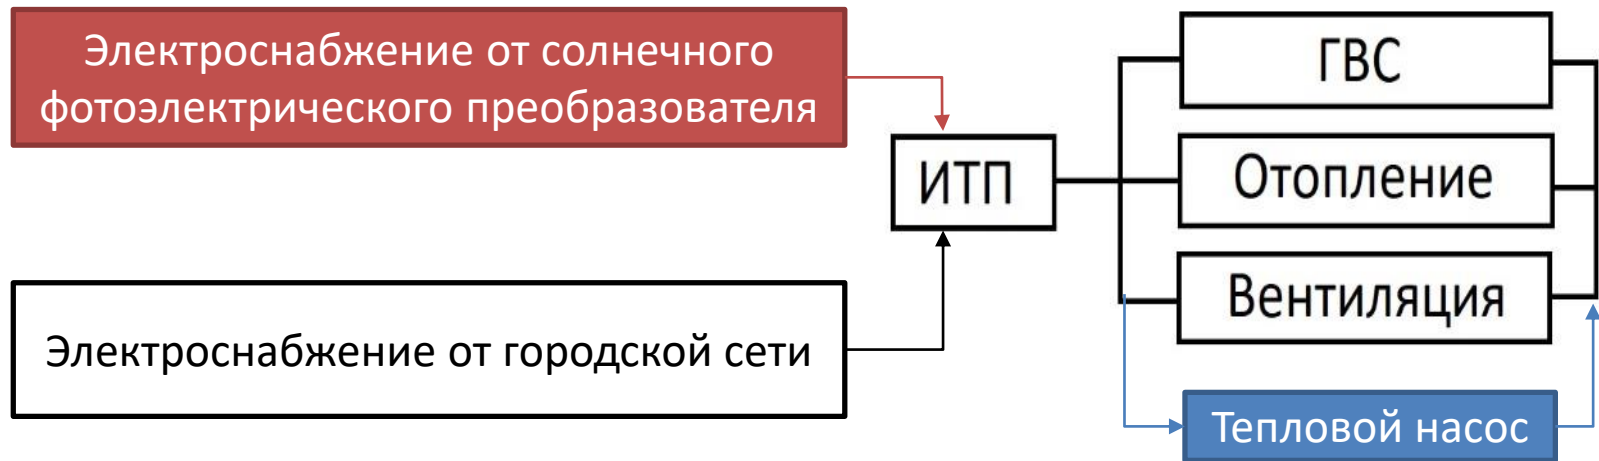 Электроснабжение от солнечного
фотоэлектрического преобразователя
ГВС
ИТП
Отопление
Вентиляция
Электроснабжение от городской сети
Тепловой насос